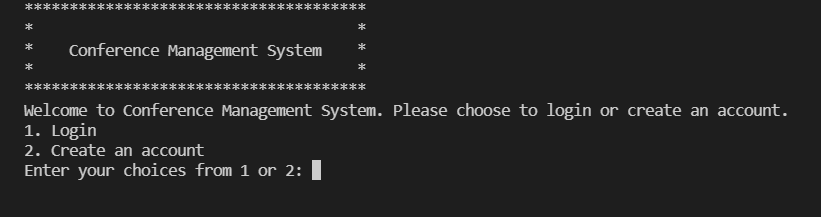 **************************************
*                                    *
*    Conference Management System    *
*                                    *
**************************************
Welcome to Conference Management System. Please choose to login or create an account.
1. Login
2. Create an account
Enter your choices from 1 or 2: